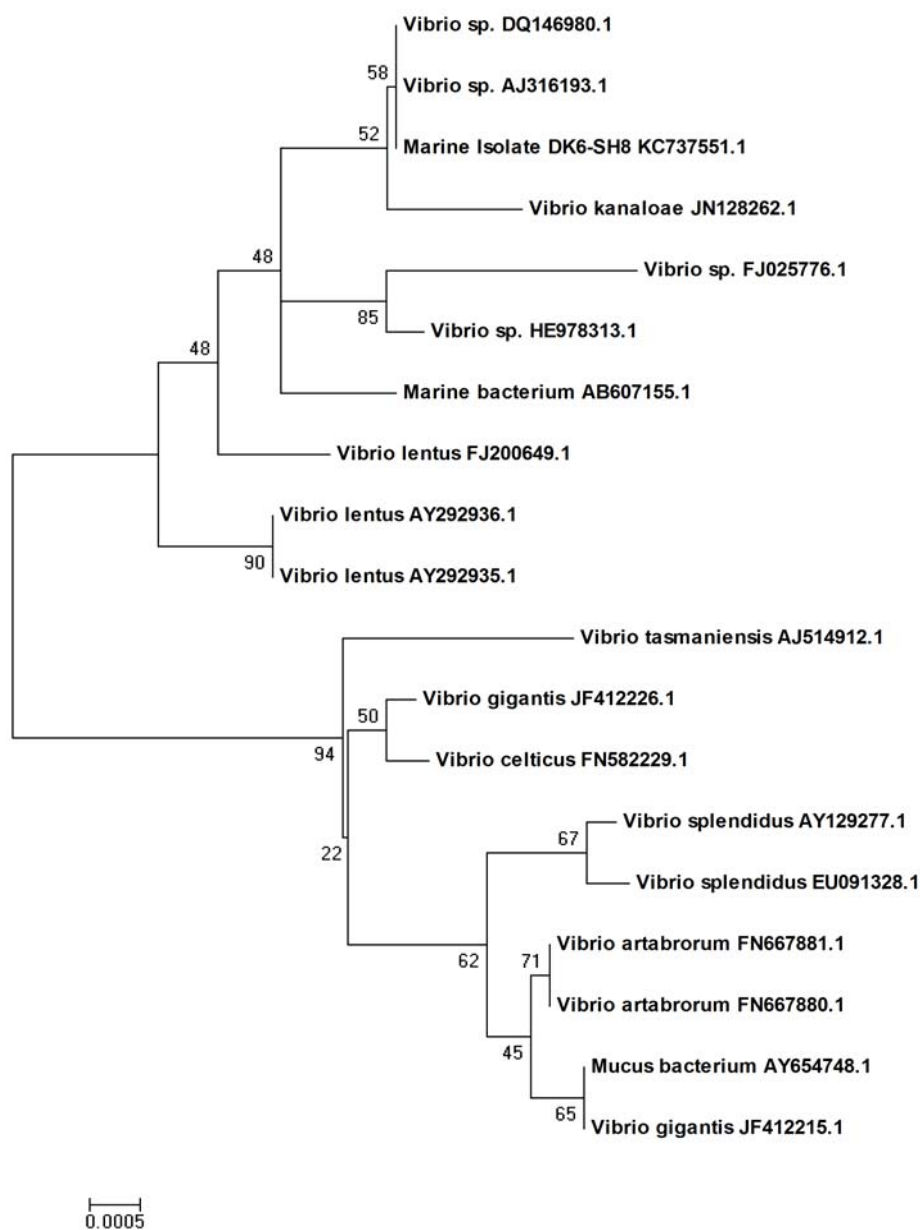 Vibrio sp. DQ146980.1
58
Vibrio sp. AJ316193.1
52
Marine Isolate DK6-SH8 KC737551.1
Vibrio kanaloae JN128262.1
48
Vibrio sp. FJ025776.1
85
Vibrio sp. HE978313.1
48
Marine bacterium AB607155.1
Vibrio lentus FJ200649.1
Vibrio lentus AY292936.1
90
Vibrio lentus AY292935.1
Vibrio tasmaniensis AJ514912.1
Vibrio gigantis JF412226.1
50
94
Vibrio celticus FN582229.1
Vibrio splendidus AY129277.1
67
22
Vibrio splendidus EU091328.1
Vibrio artabrorum FN667881.1
62
71
Vibrio artabrorum FN667880.1
45
Mucus bacterium AY654748.1
65
Vibrio gigantis JF412215.1
0.0005